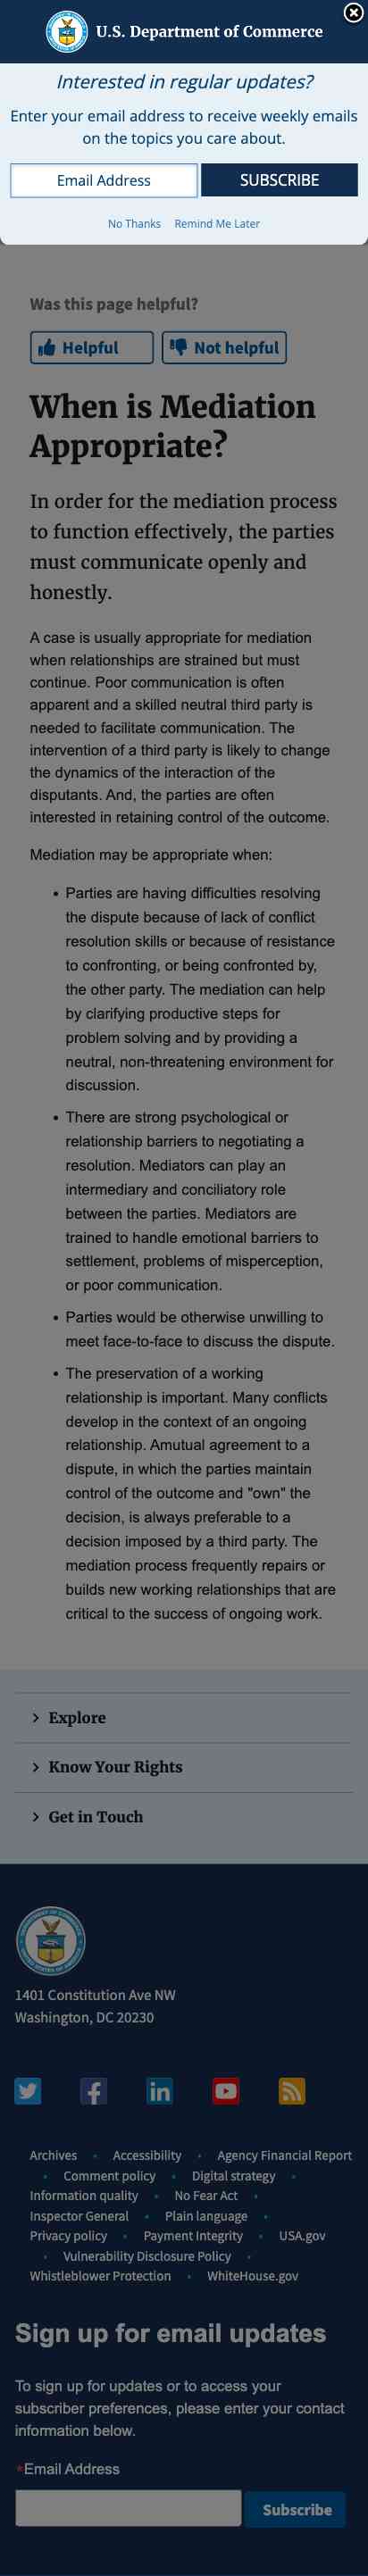 U.S. Department of Commerce
Interested in regular updates?
Enter your email address to receive weekly emails
on the topics you care about.
Email Address
SUBSCRIBE
No Thanks Remind Me Later
Was this page helpful?
Helpful
Not helpful
When is Mediation
Appropriate?
In order for the mediation process
to function effectively, the parties
must communicate openly and
honestly.
A case is usually appropriate for mediation
when relationships are strained but must
continue. Poor communication is often
apparent and a skilled neutral third party is
needed to facilitate communication. The
intervention of a third party is likely to change
the dynamics of the interaction of the
disputants. And, the parties are often
interested in retaining control of the outcome.
Mediation may be appropriate when:
• Parties are having difficulties resolving
the dispute because of lack of conflict
resolution skills or because of resistance
to confronting, or being confronted by,
the other party. The mediation can help
by clarifying productive steps for
problem solving and by providing a
neutral, non-threatening environment for
discussion.
• There are strong psychological or
relationship barriers to negotiating a
resolution. Mediators can play an
intermediary and conciliatory role
between the parties. Mediators are
trained to handle emotional barriers to
settlement, problems of misperception,
or poor communication.
• Parties would be otherwise unwilling to
meet face-to-face to discuss the dispute.
• The preservation of a working
relationship is important. Many conflicts
develop in the context of an ongoing
relationship. Amutual agreement to a
dispute, in which the parties maintain
control of the outcome and "own" the
decision, is always preferable to a
decision imposed by a third party. The
mediation process frequently repairs or
builds new working relationships that are
critical to the success of ongoing work.
Explore
Know Your Rights
Get in Touch
1401 Constitution Ave NW
Washington, DC 20230
Archives • Accessibility • Agency Financial Report
• Comment policy • Digital strategy •
Information quality • No Fear Act •
Inspector General • Plain language •
Privacy policy • Payment Integrity • USA.gov
• Vulnerability Disclosure Policy •
Whistleblower Protection • WhiteHouse.gov
Sign up for email updates
To sign up for updates or to access your
subscriber preferences, please enter your contact
information below.
*Email Address
Subscribe